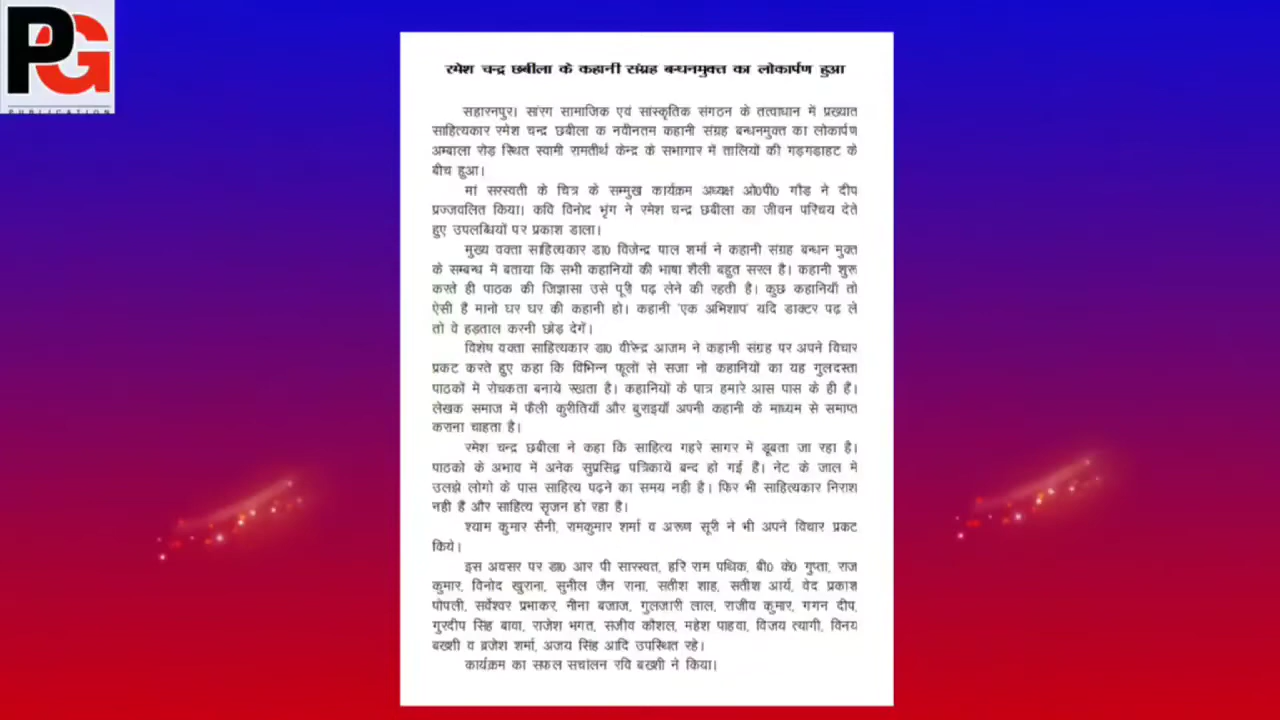 PG
PUBLICATION
रमेश चन्द्र छबीला के कहानी संग्रह बन्धनमुक्त का लोकार्पण हुआ
सहारनपुर। सांरग सामाजिक एवं सांस्कृतिक संगठन के तत्वाधान में प्रख्यात
साहित्यकार रमेश चन्द्र छबीला क नवीनतम कहानी संग्रह बन्धनमुक्त का लोकार्पण
अम्बाला रोड़ स्थित स्वामी रामतीर्थ केन्द्र के सभागार में तालियों की गड़गड़ाहट के
बीच हुआ।
मां सरस्वती के चित्र के सम्मुख कार्यक्रम अध्यक्ष ओ0पी0 गौड़ ने दीप
प्रज्जवलित किया। कवि विनोद भृंग ने रमेश चन्द्र छबीला का जीवन परिचय देते
हुए उपलब्धियों पर प्रकाश डाला।
मुख्य वक्ता साहित्यकार डा0 विजेन्द्र पाल शर्मा ने कहानी संग्रह बन्धन मुक्त
के सम्बन्ध में बताया कि सभी कहानियों की भाषा शैली बहुत सरल है। कहानी शुरू
करते ही पाठक की जिज्ञासा उसे पूरी पढ़ लेने की रहती है। कुछ कहानियाँ तो
ऐसी हैं मानो घर घर की कहानी हो। कहानी 'एक अभिशाप' यदि डाक्टर पढ़ ले
तो वे हड़ताल करनी छोड़ देगें।
विशेष वक्ता साहित्यकार डा0 वीरेन्द्र आजम ने कहानी संग्रह पर अपने विचार
प्रकट करते हुए कहा कि विभिन्न फूलों से सजा नो कहानियों का यह गुलदस्ता
पाठकों में रोचकता बनाये रखता है। कहानियों के पात्र हमारे आस पास के ही हैं।
लेखक समाज में फैली कुरीतियाँ और बुराइयाँ अपनी कहानी के माध्यम से समाप्त
कराना चाहता है।
रमेश चन्द्र छबीला ने कहा कि साहित्य गहरे सागर में डूबता जा रहा है।
पाठको के अभाव में अनेक सुप्रसिद्व पत्रिकायें बन्द हो गई है। नेट के जाल में
उलझे लोगो के पास साहित्य पढ़ने का समय नही है। फिर भी साहित्यकार निराश
नही हैं और साहित्य सृजन हो रहा है।
श्याम कुमार सैनी, रामकुमार शर्मा व अरूण सूरी ने भी अपने विचार प्रकट
किये।
इस अवसर पर डा0 आर पी सारस्वत, हरि राम पथिक, बी0 के0 गुप्ता, राज
कुमार, विनोद खुराना, सुनील जैन राना, सतीश शाह, सतीश आर्य, वेद प्रकाश
पोपली, सर्वेश्वर प्रभाकर, नीना बजाज, गुलजारी लाल, राजीव कुमार, गगन दीप,
गुरदीप सिंह बावा, राजेश भगत, संजीव कौशल, महेश पाहवा, विजय त्यागी, विनय
बख्शी व ब्रजेश शर्मा, अजय सिंह आदि उपस्थित रहे।
कार्यक्रम का सफल सचांलन रवि बख्शी ने किया।